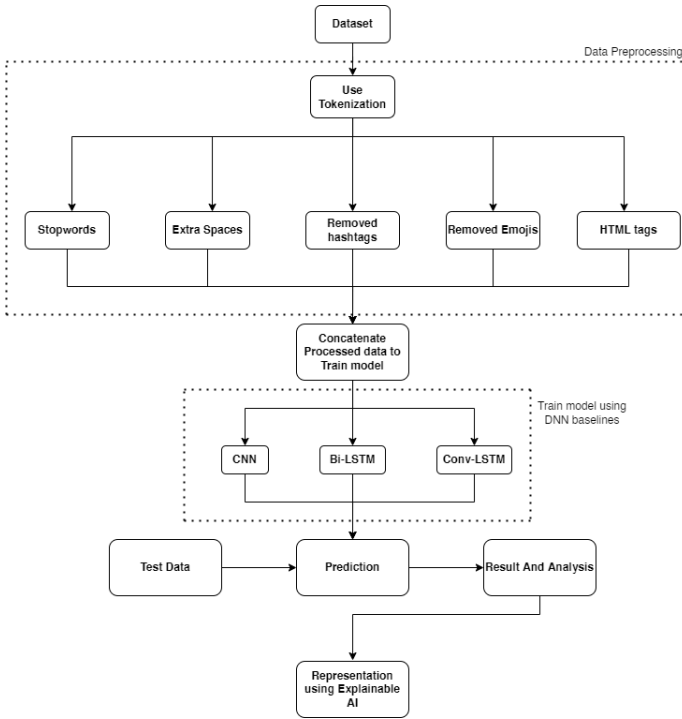 Dataset
Data Preprocessing
Use
Tokenization
Stopwords
Extra Spaces
Removed
hashtags
Removed Emojis
HTML tags
Concatenate
Processed data to
Train model
Train model using
DNN baselines
CNN
Bi-LSTM
Conv-LSTM
Test Data
Prediction
Result And Analysis
Representation
using Explainable
AI